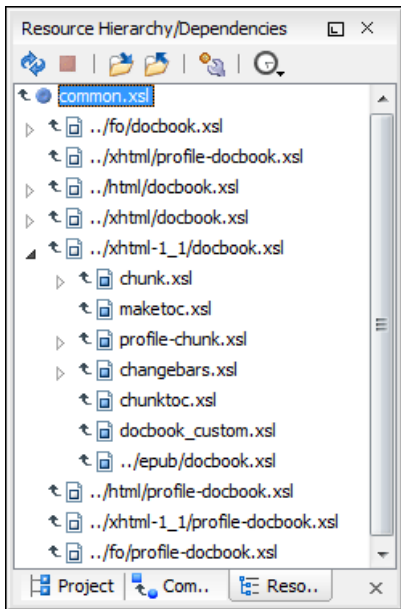 Resource Hierarchy/Dependencies
common.xsl
../fo/docbook.xsl
../xhtml/profile-docbook.xsl
../html/docbook.xsl
../xhtml/docbook.xsl
../xhtml-1_1/docbook.xsl
chunk.xsl
maketoc.xsl
profile-chunk.xsl
changebars.xsl
chunktoc.xsl
docbook_custom.xsl
../epub/docbook.xsl
../html/profile-docbook.xsl
../xhtml-1_1/profile-docbook.xsl
../fo/profile-docbook.xsl
Project Com.. Reso..